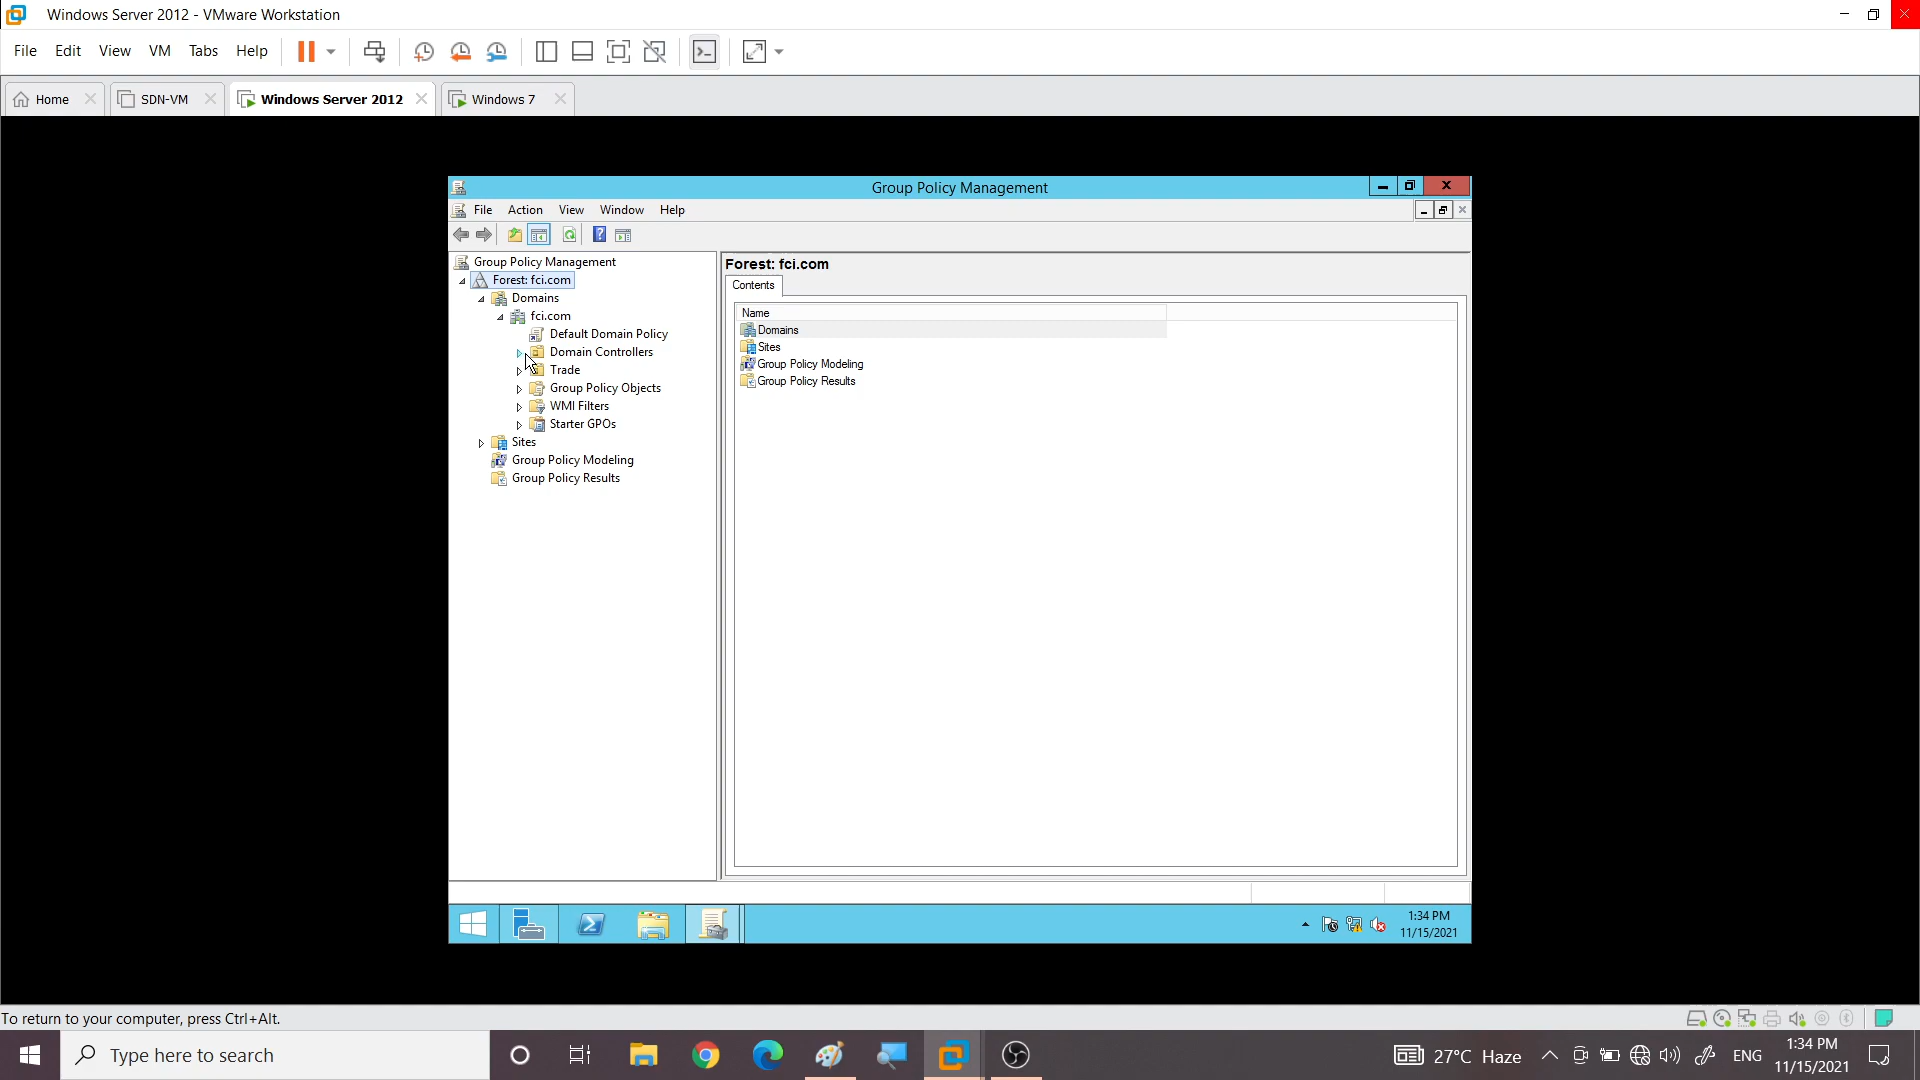 Windows Server 2012 - VMware Workstation
File Edit View VM Tabs Help
Home SDN-VM Windows Server 2012 Windows 7
Group Policy Management
File Action View Window Help
Group Policy Management
Forest: fci.com
Domains
fci.com
Default Domain Policy
Domain Controllers
Trade
Group Policy Objects
WMI Filters
Starter GPOs
Sites
Group Policy Modeling
Group Policy Results
Forest: fci.com
Contents
Name
Domains
Sites
Group Policy Modeling
Group Policy Results
1:34 PM
11/15/2021
To return to your computer, press Ctrl+Alt.
Type here to search
27°C Haze
ENG
1:34 PM
11/15/2021